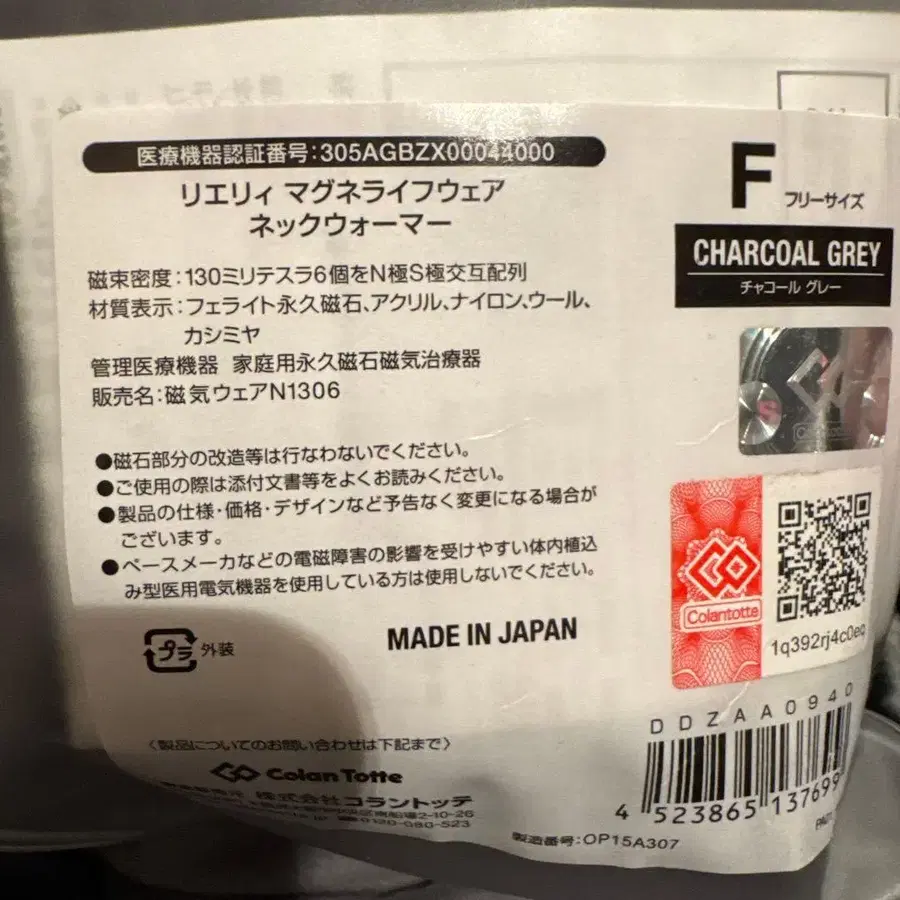 医療機器認証番号:305AGBZX00044000
リエリィ マグネライフウェア
ネックウォーマー
磁束密度:130ミリテスラ6個をN極S極交互配列
材質表示:フェライト永久磁石、アクリル、ナイロン、ウール、
カシミヤ
管理医療機器 家庭用永久磁石磁気治療器
販売名:磁気ウェアN1306
●磁石部分の改造等は行なわないでください。
●ご使用の際は添付文書等をよくお読みください。
●製品の仕様・価格・デザインなど予告なく変更になる場合が
ございます。
●ペースメーカなどの電磁障害の影響を受けやすい体内植込
み型医用電気機器を使用している方は使用しないでください。
プラ 外装
MADE IN JAPAN
〈製品についてのお問い合わせは下記まで〉
Colan Totte
株式会社コラントッテ
南船場2-10-26
0120-080-523
製造番号:OP15A307
F フリーサイズ
CHARCOAL GREY
チャコール グレー
Colantotte
Colantotte
1q392rj4c0eq
DDZAA0940
4 523865 137699